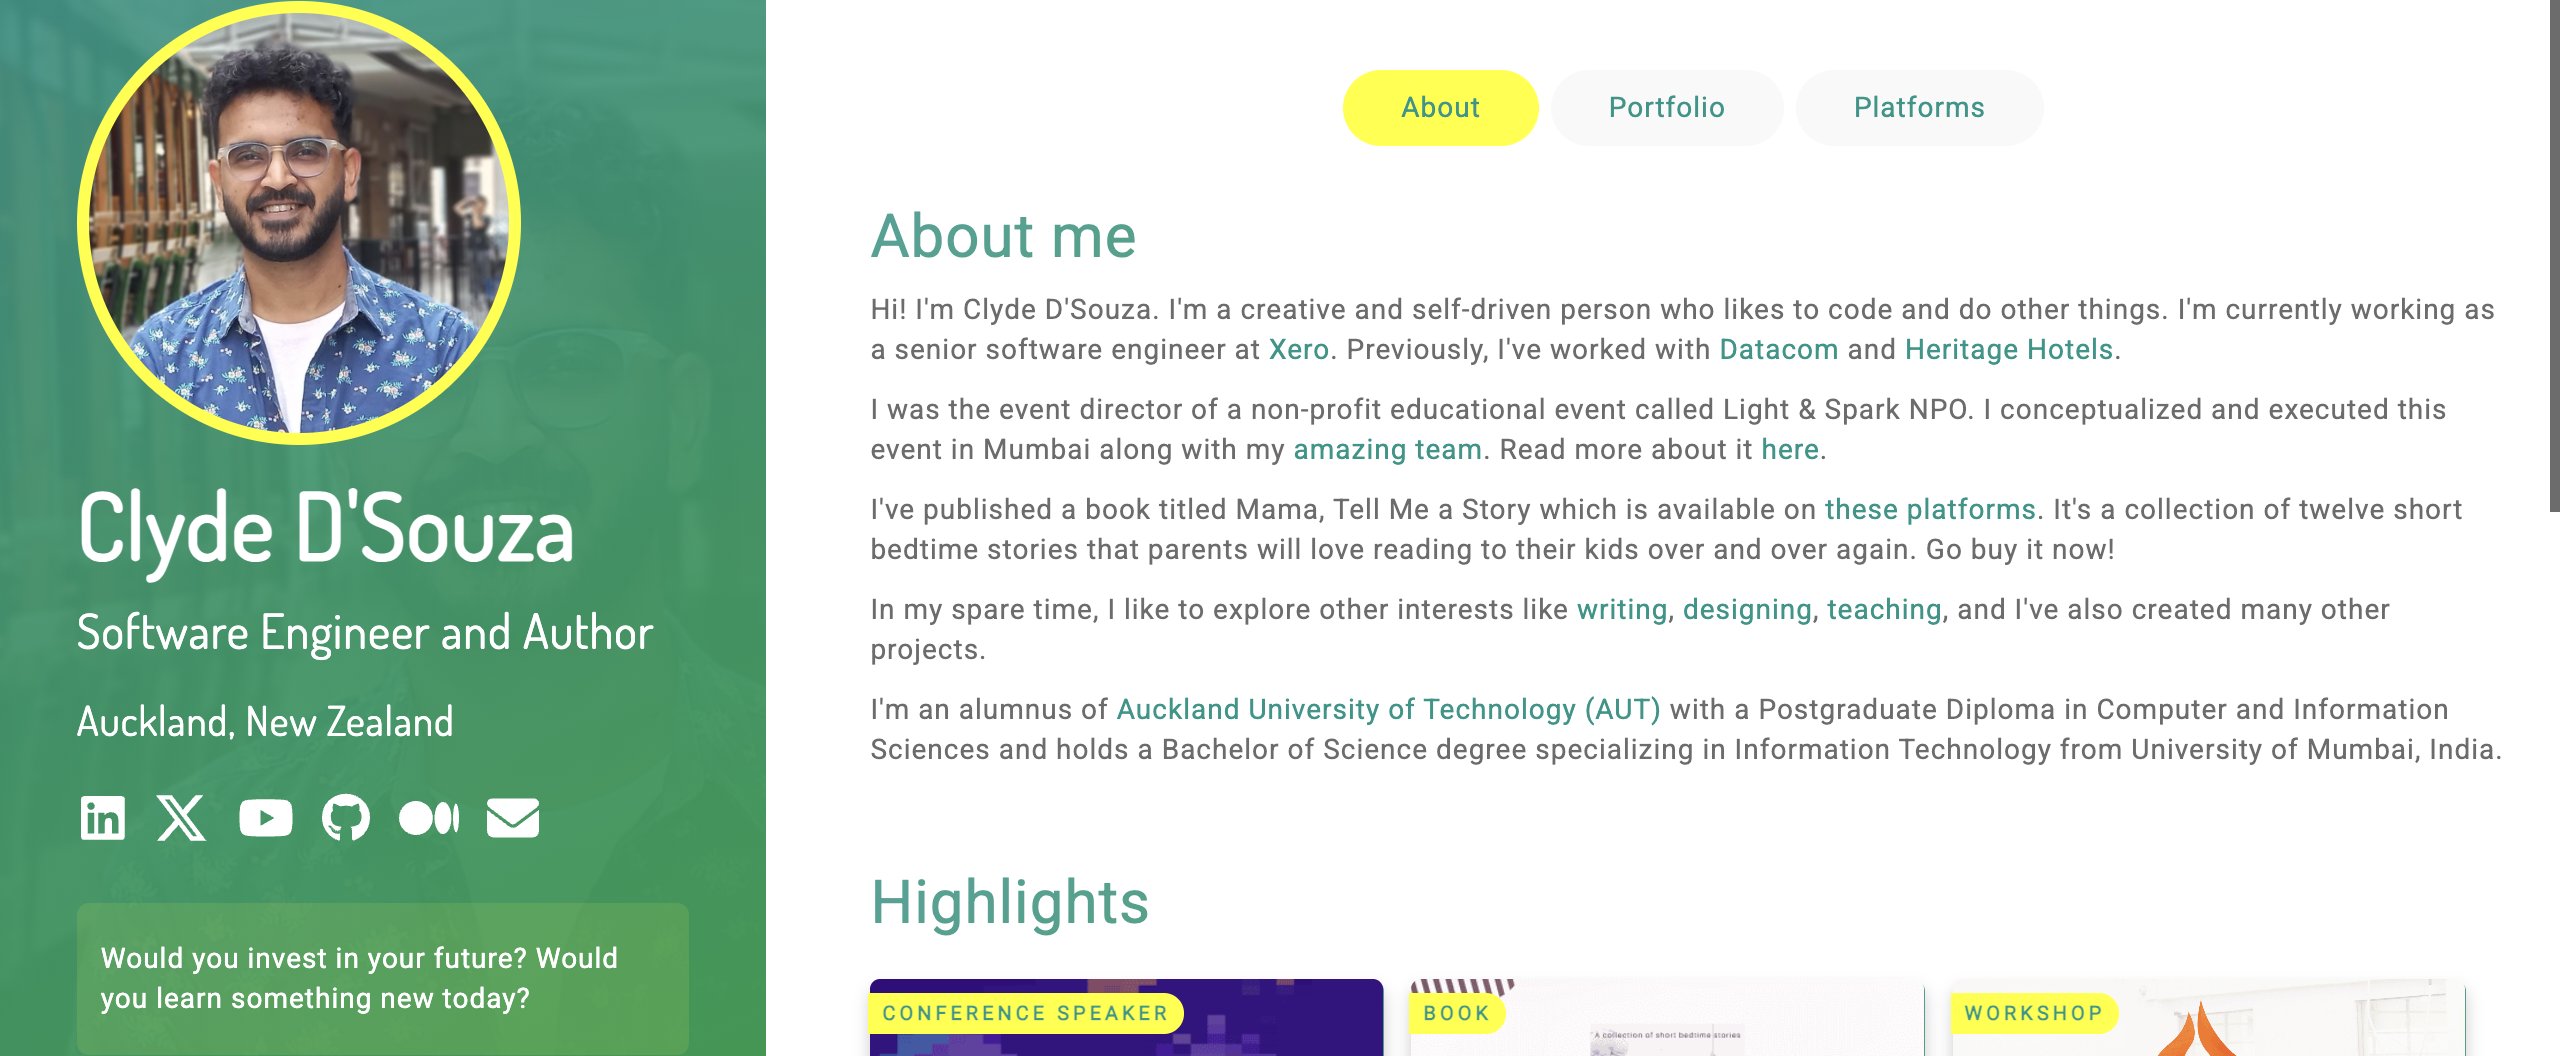 Clyde D'Souza
Software Engineer and Author
Auckland, New Zealand
in
Would you invest in your future? Would
you learn something new today?
About
Portfolio
Platforms
About me
Hi! I'm Clyde D'Souza. I'm a creative and self-driven person who likes to code and do other things. I'm currently working as
a senior software engineer at Xero. Previously, I've worked with Datacom and Heritage Hotels.
I was the event director of a non-profit educational event called Light & Spark NPO. I conceptualized and executed this
event in Mumbai along with my amazing team. Read more about it here.
I've published a book titled Mama, Tell Me a Story which is available on these platforms. It's a collection of twelve short
bedtime stories that parents will love reading to their kids over and over again. Go buy it now!
In my spare time, I like to explore other interests like writing, designing, teaching, and I've also created many other
projects.
I'm an alumnus of Auckland University of Technology (AUT) with a Postgraduate Diploma in Computer and Information
Sciences and holds a Bachelor of Science degree specializing in Information Technology from University of Mumbai, India.
Highlights
CONFERENCE SPEAKER
BOOK
A collection of short bedtime stories
WORKSHOP